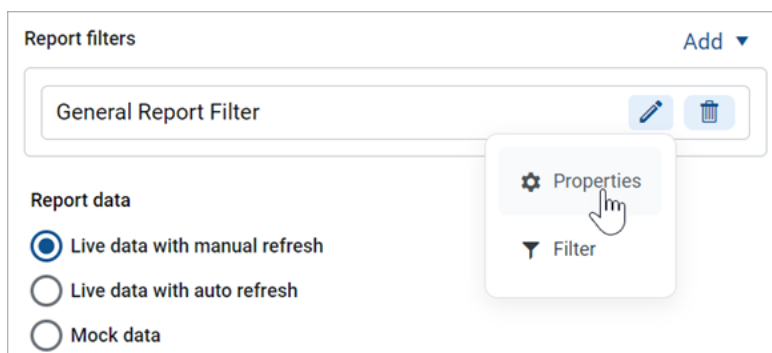 Report filters
Add
General Report Filter
Properties
Filter
Report data
Live data with manual refresh
Live data with auto refresh
Mock data